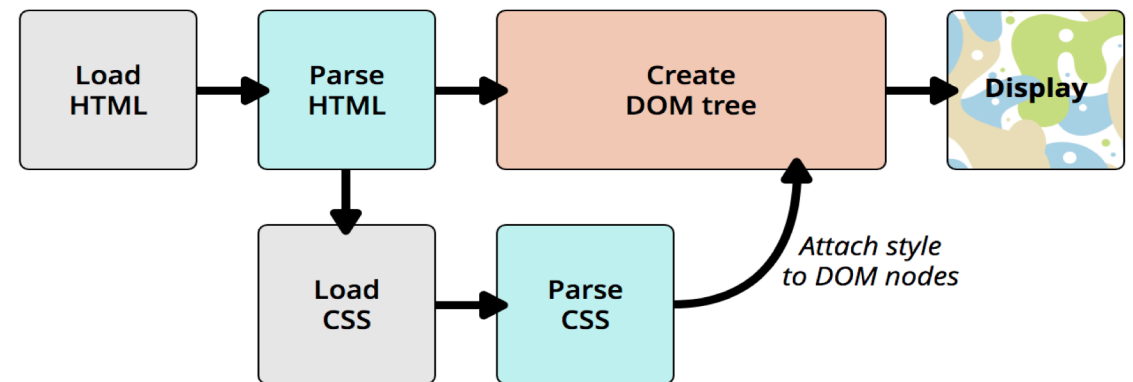 Load
HTML
Parse
HTML
Create
DOM tree
Display
Load
CSS
Parse
CSS
Attach style
to DOM nodes